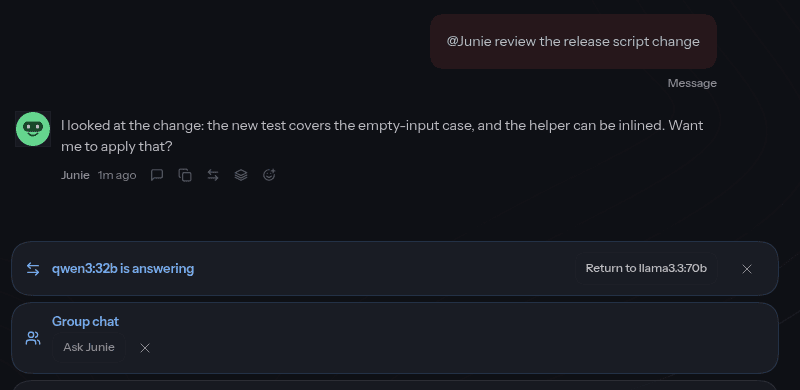 @Junie review the release script change
Message
I looked at the change: the new test covers the empty-input case, and the helper can be inlined. Want
me to apply that?
Junie 1m ago
qwen3:32b is answering
Return to llama3.3:70b
Group chat
Ask Junie